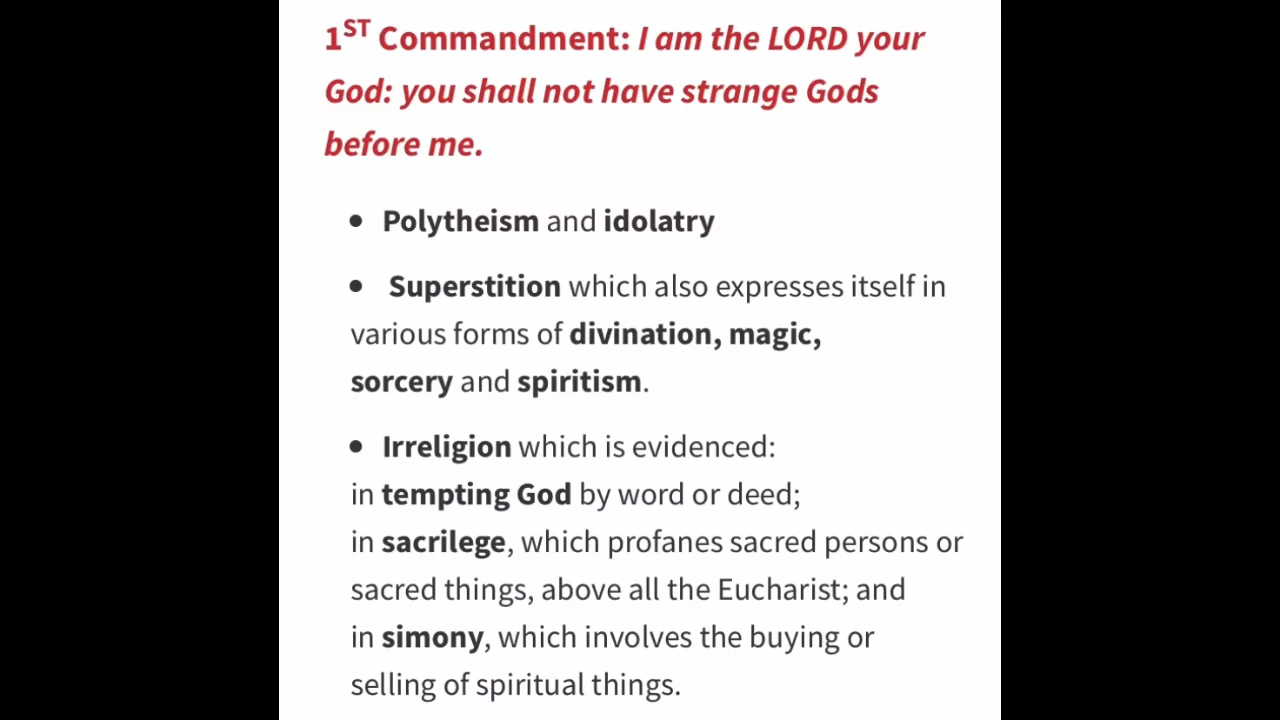 1ST Commandment: I am the LORD your
God: you shall not have strange Gods
before me.
• Polytheism and idolatry
• Superstition which also expresses itself in
various forms of divination, magic,
sorcery and spiritism.
• Irreligion which is evidenced:
in tempting God by word or deed;
in sacrilege, which profanes sacred persons or
sacred things, above all the Eucharist; and
in simony, which involves the buying or
selling of spiritual things.